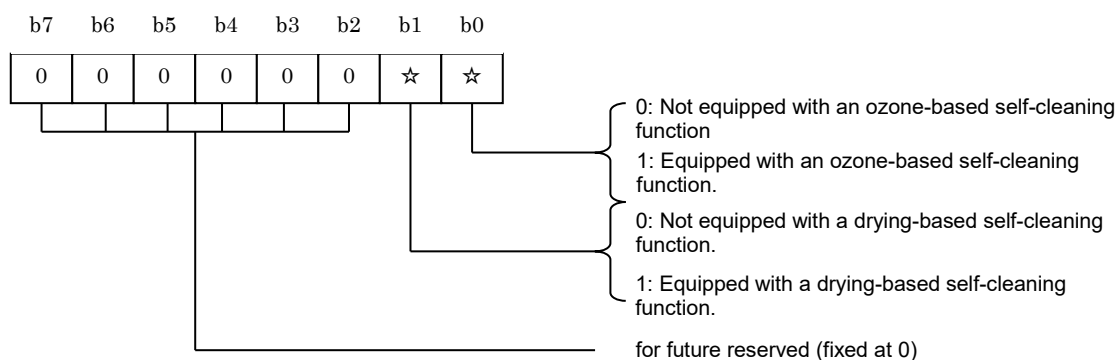 b7 b6 b5 b4 b3 b2 b1 b0
0 0 0 0 0 0 ☆ ☆
0: Not equipped with an ozone-based self-cleaning
function
1: Equipped with an ozone-based self-cleaning
function.
0: Not equipped with a drying-based self-cleaning
function.
1: Equipped with a drying-based self-cleaning
function.
for future reserved (fixed at 0)